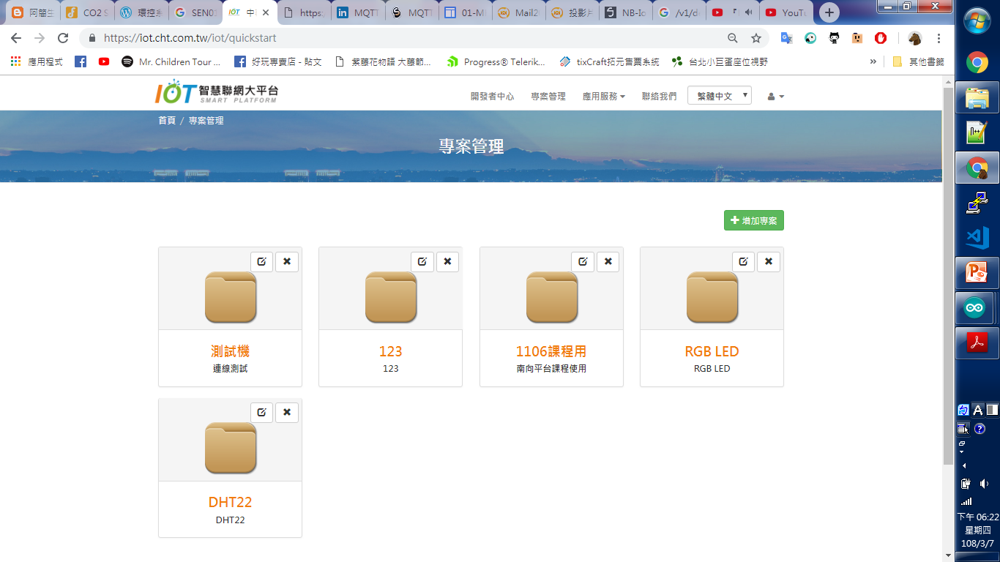 阿簡生
CO2 S
環控系
SEN01
中
https:
MQTT
MQTT
01-MI
Mail20
投影片
NB-Io
/v1/de
YouTu
https://iot.cht.com.tw/iot/quickstart
應用程式
Mr. Children Tour ...
好玩專賣店 - 貼文
紫藤花物語 大藤節...
Progress® Telerik...
tixCraft拓元售票系統
台北小巨蛋座位視野
»
其他書籤
IOT 智慧聯網大平台
SMART PLATFORM
開發者中心
專案管理
應用服務
聯絡我們
繁體中文
首頁 / 專案管理
專案管理
增加專案
測試機
連線測試
123
123
1106課程用
南向平台課程使用
RGB LED
RGB LED
DHT22
DHT22
下午 06:22
星期四
108/3/7